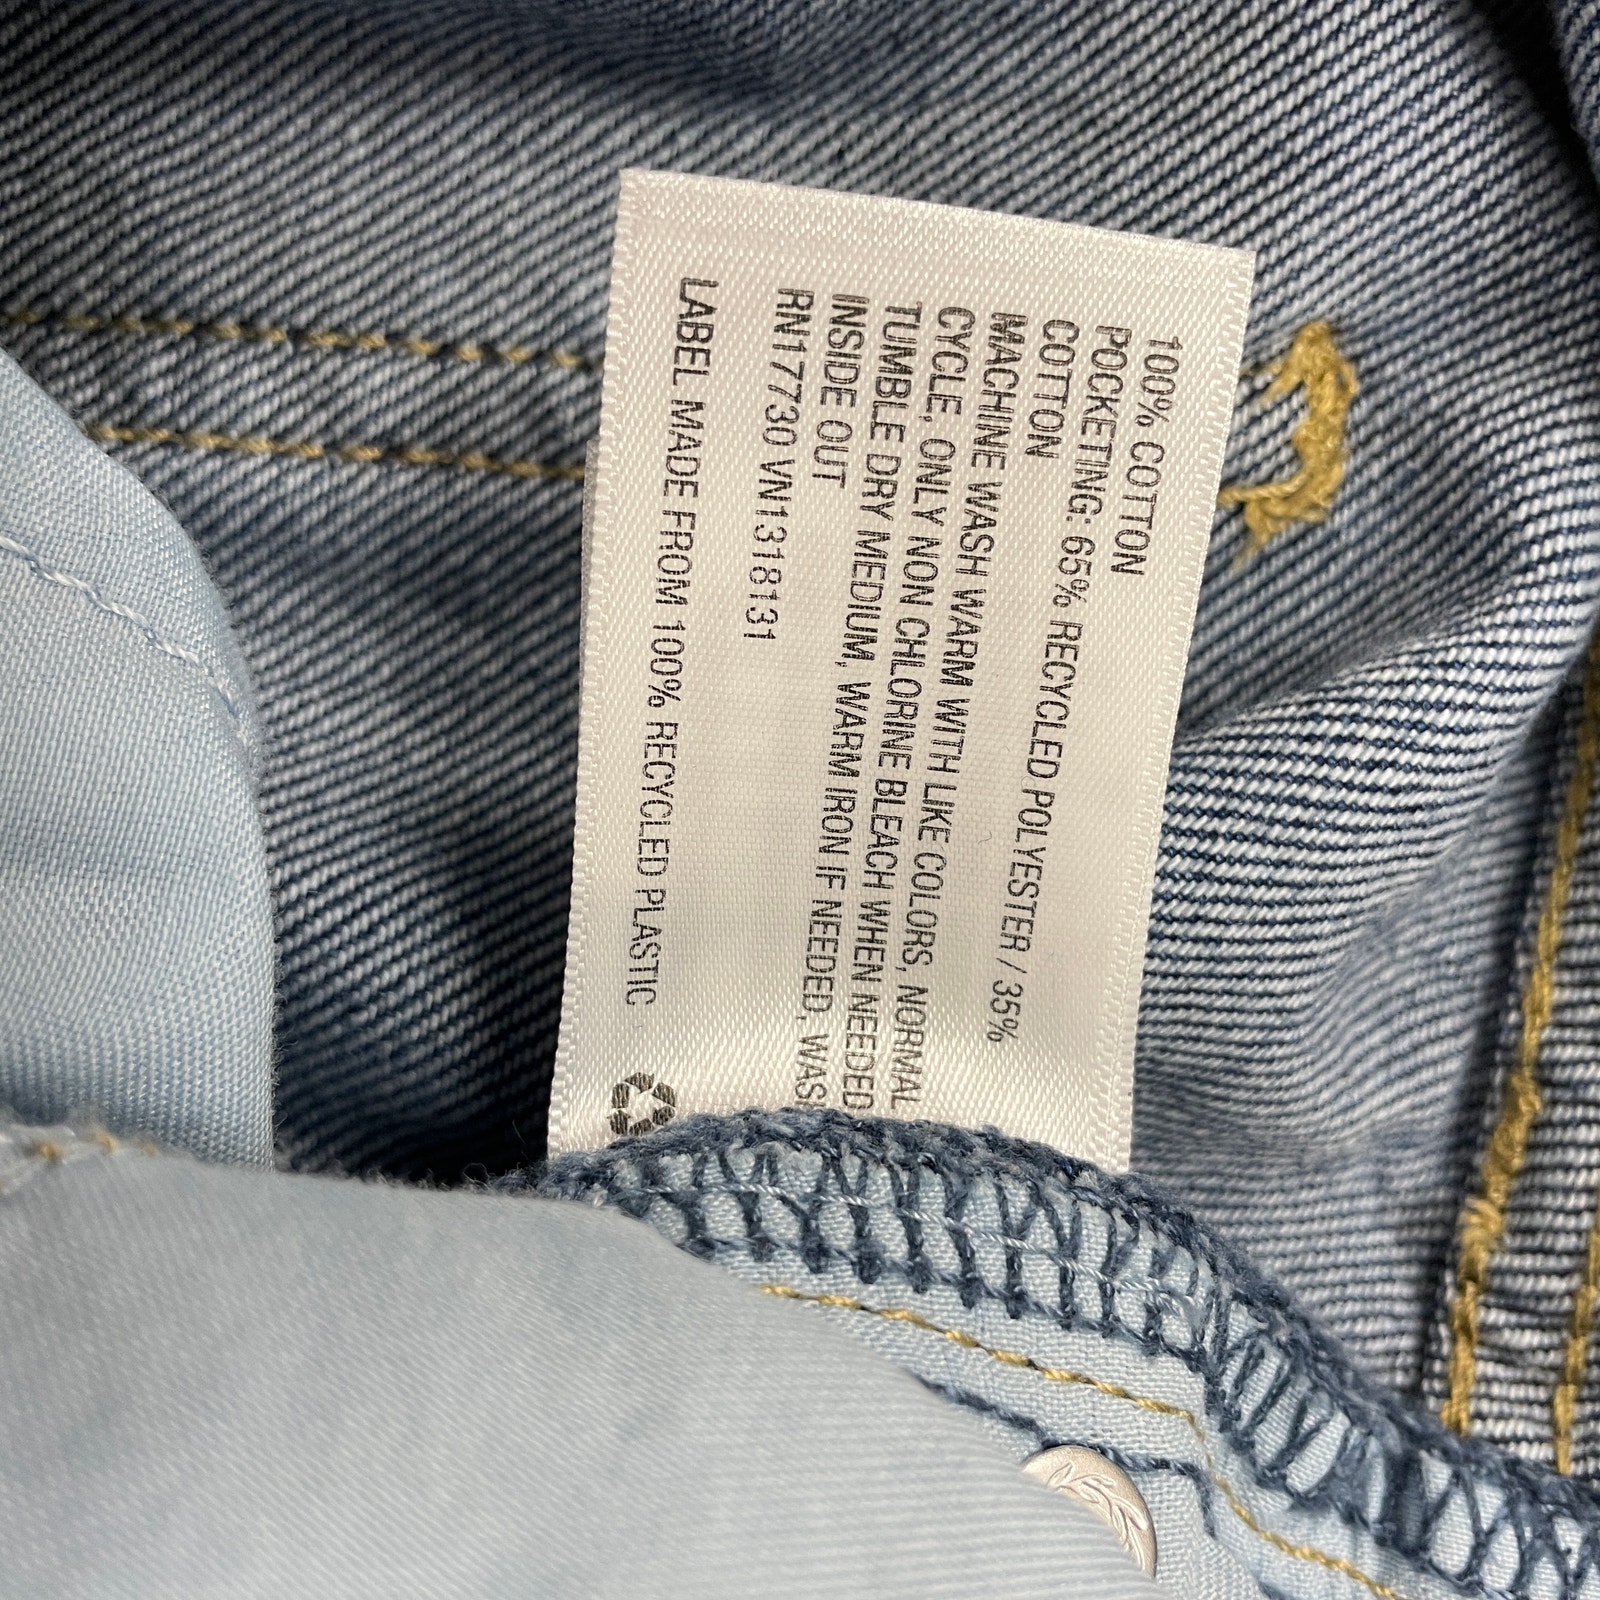 100% COTTON
POCKETING: 65% RECYCLED POLYESTER / 35%
COTTON
MACHINE WASH WARM WITH LIKE COLORS, NORMAL
CYCLE, ONLY NON CHLORINE BLEACH WHEN NEEDED
TUMBLE DRY MEDIUM, WARM IRON IF NEEDED, WASH
INSIDE OUT
RN17730 VN1318131
LABEL MADE FROM 100% RECYCLED PLASTIC